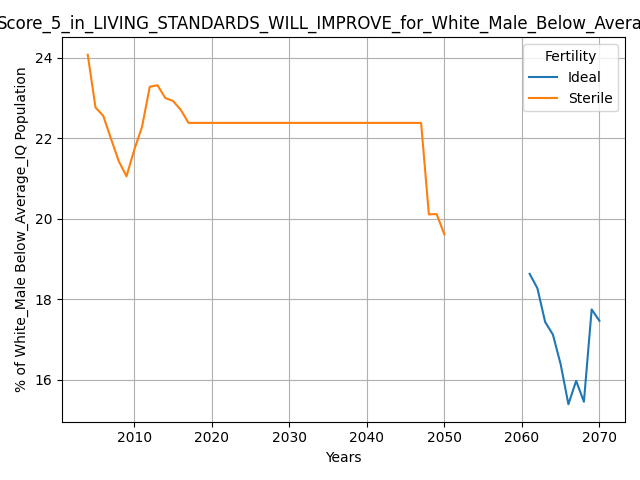 Score_5_in_LIVING_STANDARDS_WILL_IMPROVE_for_White_Male_Below_Avera
Fertility
Ideal
Sterile
% of White_Male Below_Average_IQ Population
24
22
20
18
16
2010 2020 2030 2040 2050 2060 2070
Years